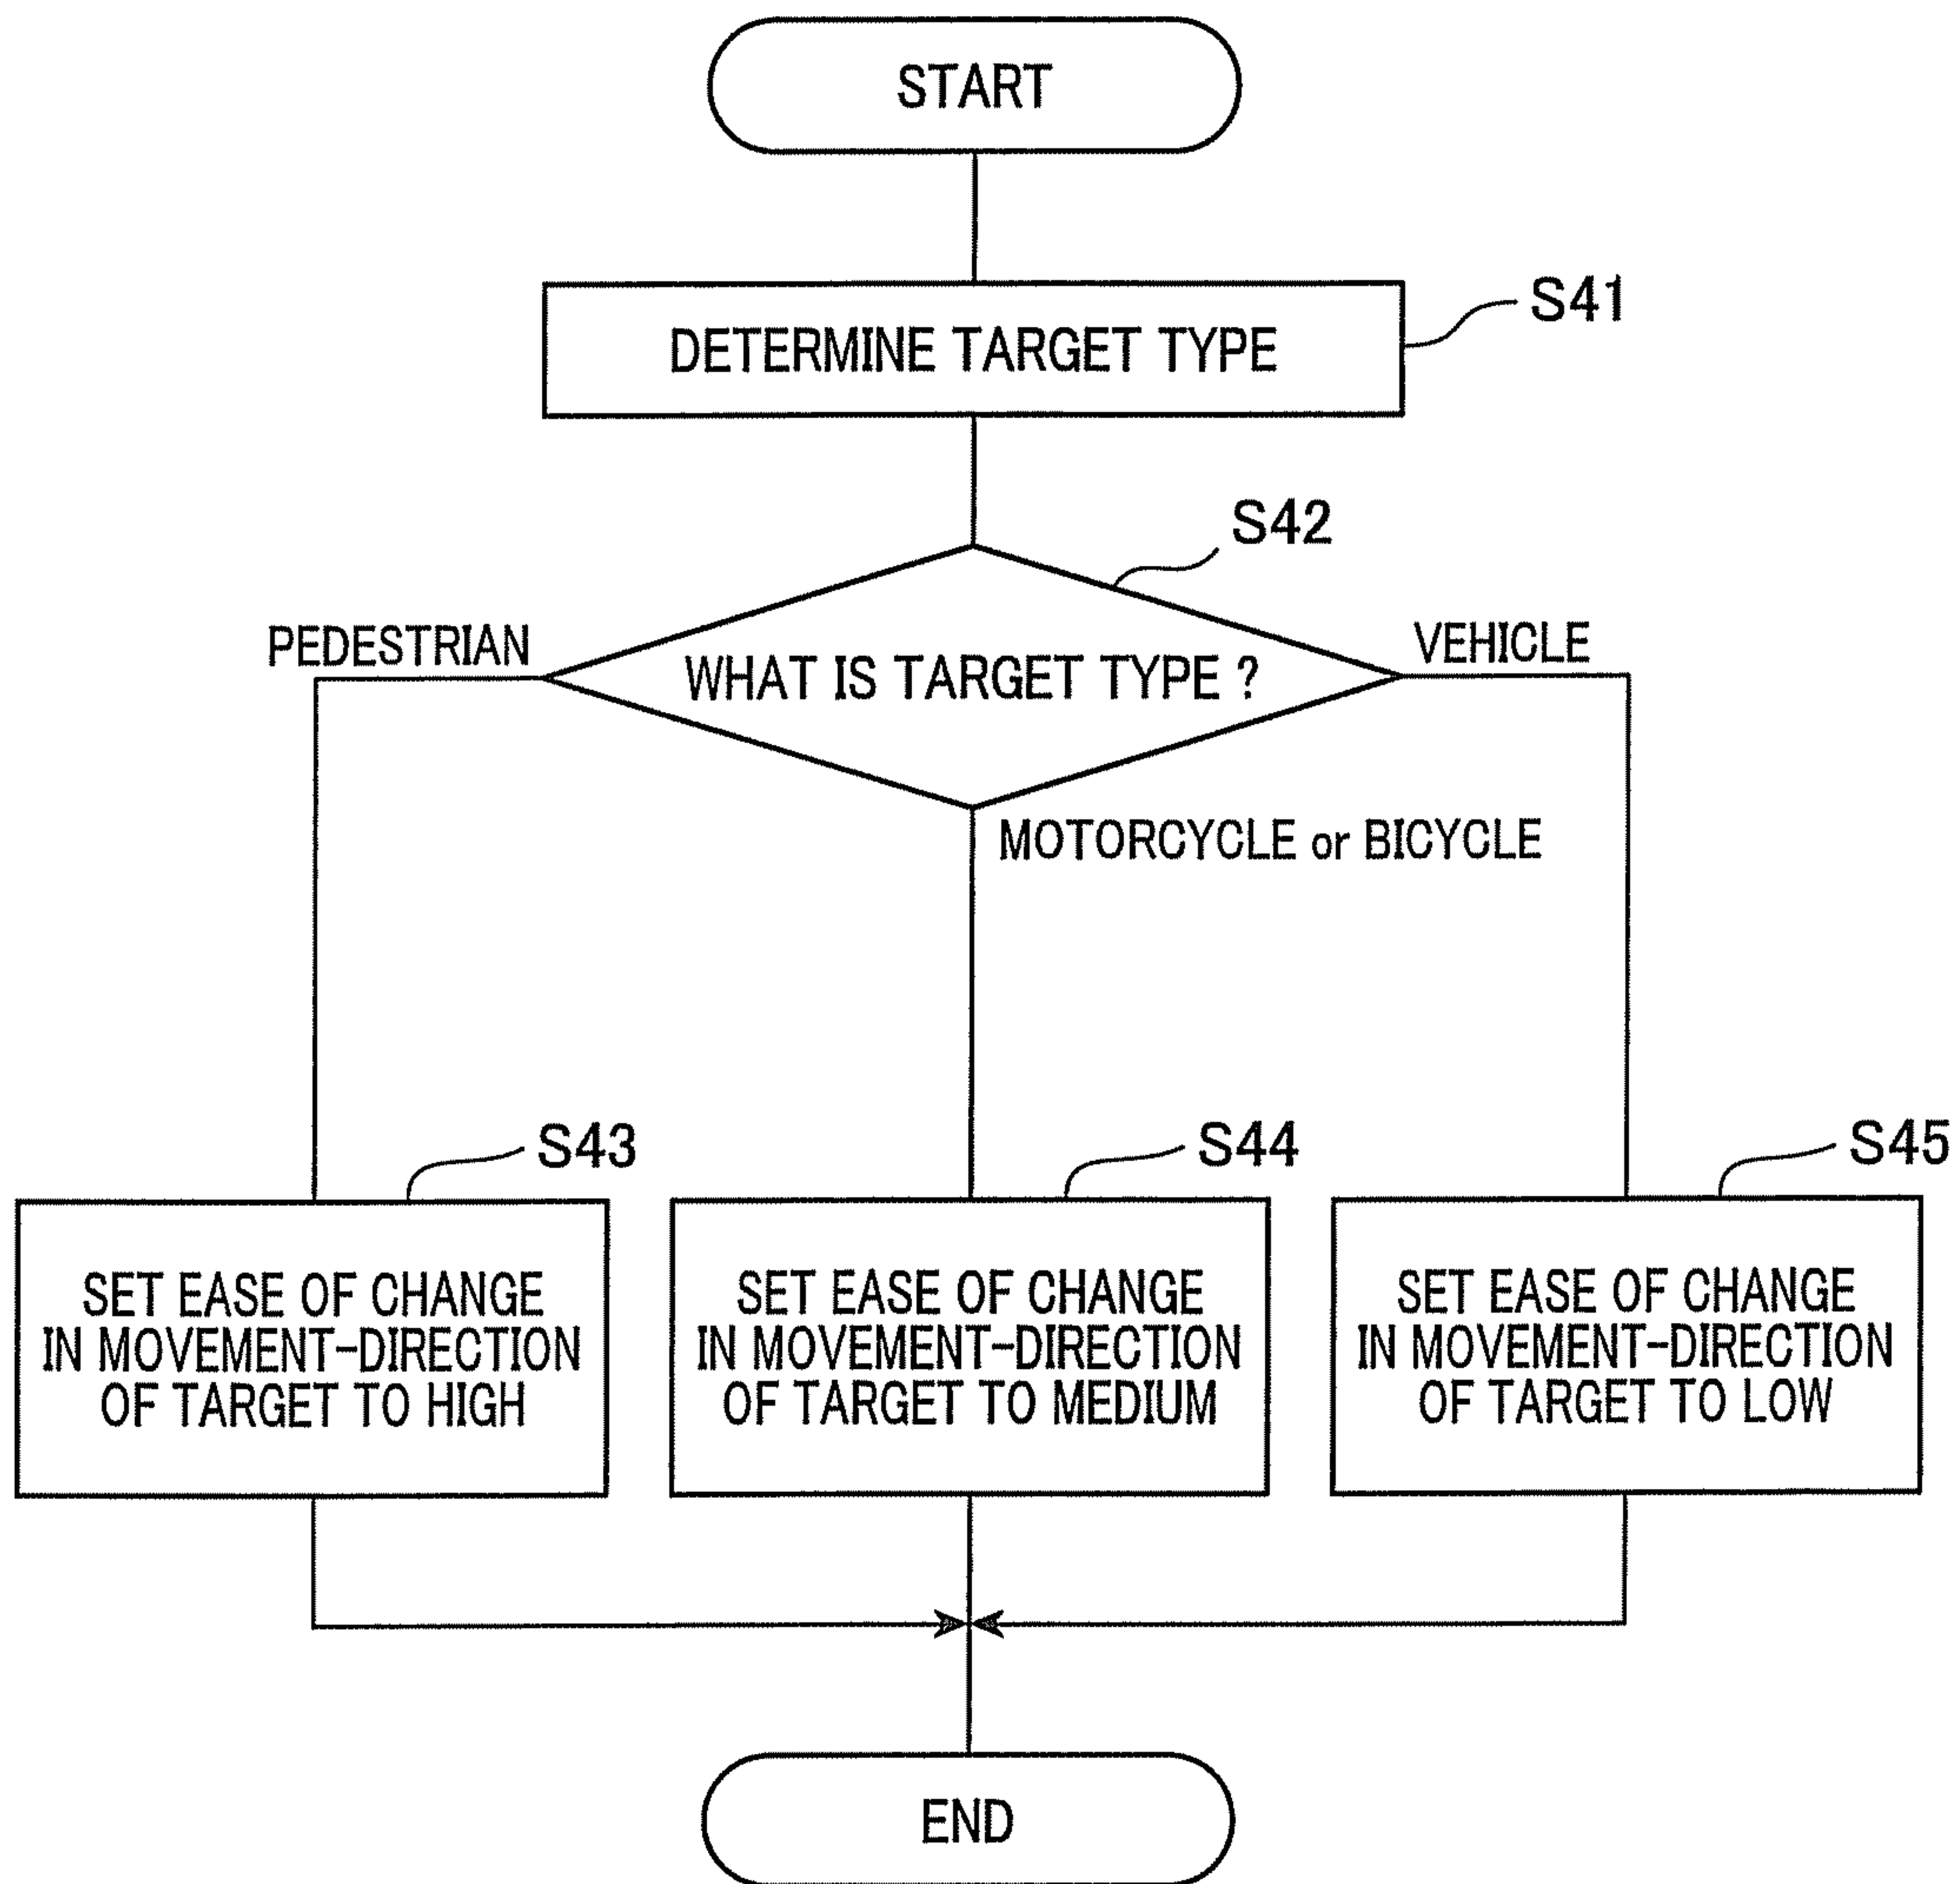 START
DETERMINE TARGET TYPE
S41
S42
PEDESTRIAN
WHAT IS TARGET TYPE ?
VEHICLE
MOTORCYCLE or BICYCLE
S43
SET EASE OF CHANGE
IN MOVEMENT-DIRECTION
OF TARGET TO HIGH
S44
SET EASE OF CHANGE
IN MOVEMENT-DIRECTION
OF TARGET TO MEDIUM
S45
SET EASE OF CHANGE
IN MOVEMENT-DIRECTION
OF TARGET TO LOW
END